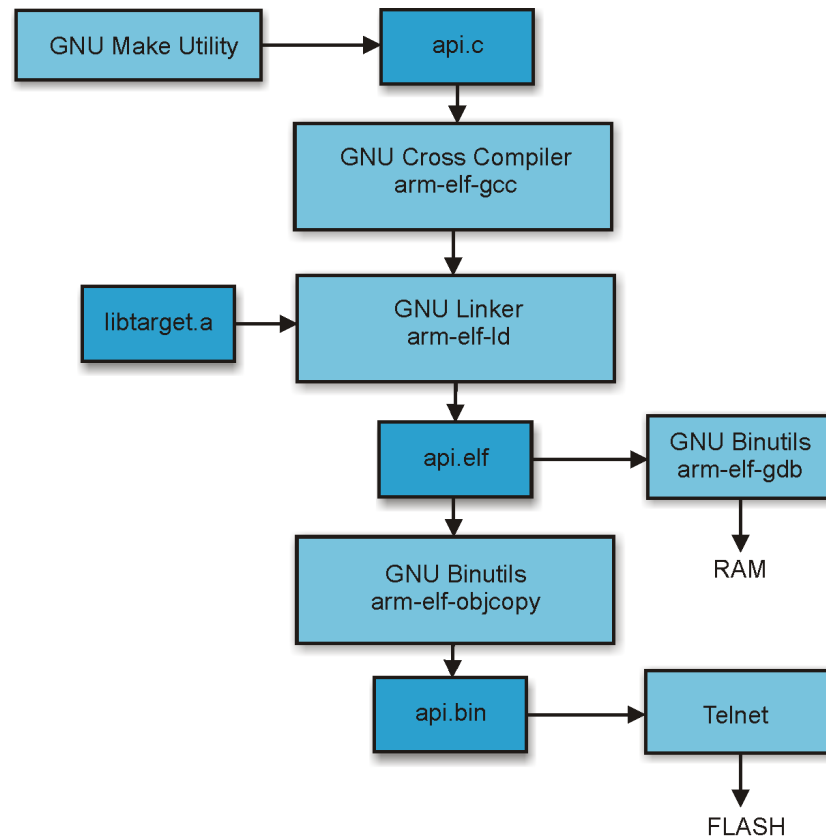 GNU Make Utility
api.c
GNU Cross Compiler
arm-elf-gcc
libtarget.a
GNU Linker
arm-elf-ld
api.elf
GNU Binutils
arm-elf-gdb
RAM
GNU Binutils
arm-elf-objcopy
api.bin
Telnet
FLASH